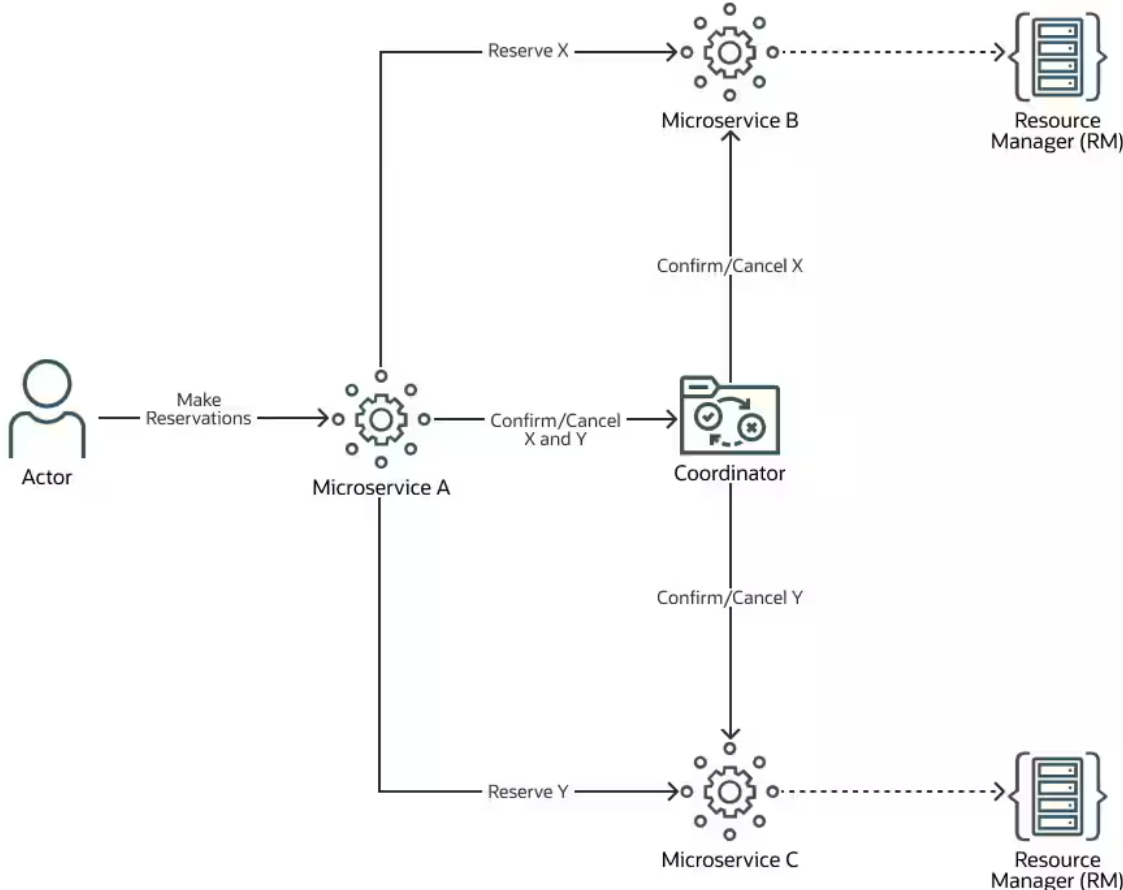 Reserve X
Microservice B
Resource
Manager (RM)
Confirm/Cancel X
Make
Reservations
Confirm/Cancel
X and Y
Actor
Microservice A
Coordinator
Confirm/Cancel Y
Reserve Y
Microservice C
Resource
Manager (RM)